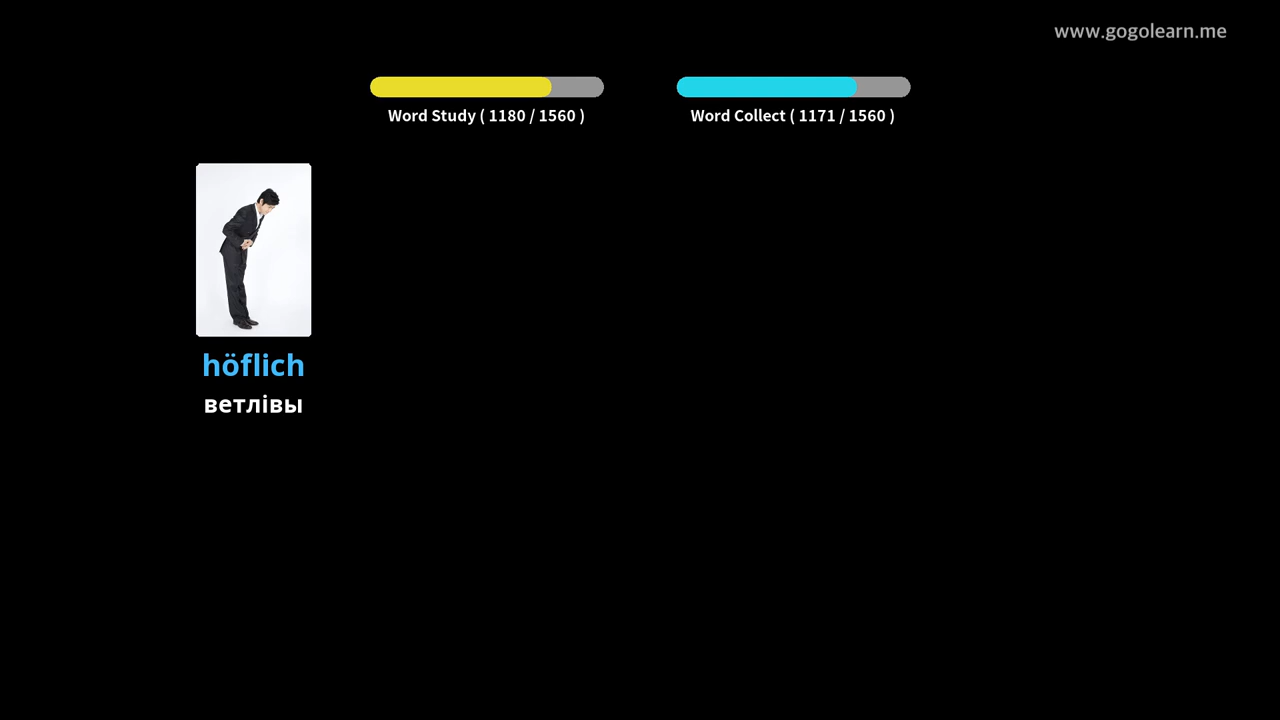 www.gogolearn.me
Word Study ( 1180 / 1560 )
Word Collect ( 1171 / 1560 )
höflich
ветлівы